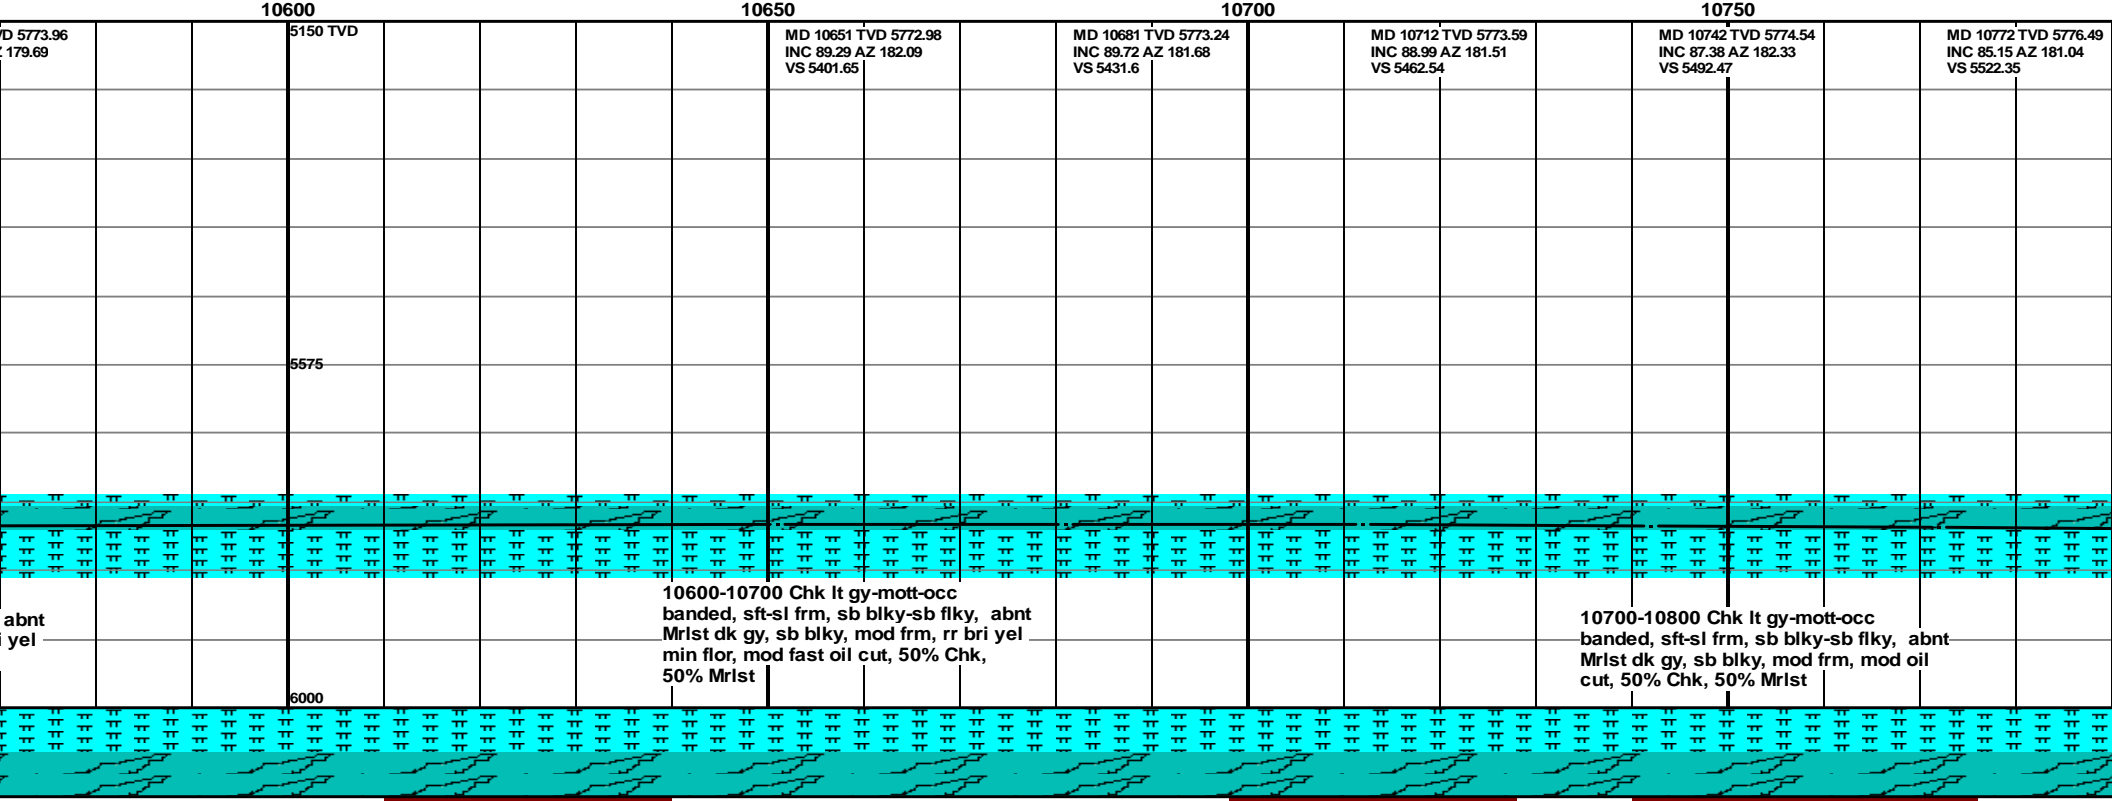 10600 10650 10700 10750
VD 5773.96
179.69
5150 TVD
MD 10651 TVD 5772.98
INC 89.29 AZ 182.09
VS 5401.65
MD 10681 TVD 5773.24
INC 89.72 AZ 181.68
VS 5431.6
MD 10712 TVD 5773.59
INC 88.99 AZ 181.51
VS 5462.54
MD 10742 TVD 5774.54
INC 87.38 AZ 182.33
VS 5492.47
MD 10772 TVD 5776.49
INC 85.15 AZ 181.04
VS 5522.35
5575
abnt
i yel
10600-10700 Chk lt gy-mott-occ
banded, sft-sl frm, sb blky-sb flky, abnt
Mrlst dk gy, sb blky, mod frm, rr bri yel
min flor, mod fast oil cut, 50% Chk,
50% Mrlst
10700-10800 Chk lt gy-mott-occ
banded, sft-sl frm, sb blky-sb flky, abnt
Mrlst dk gy, sb blky, mod frm, mod oil
cut, 50% Chk, 50% Mrlst
6000